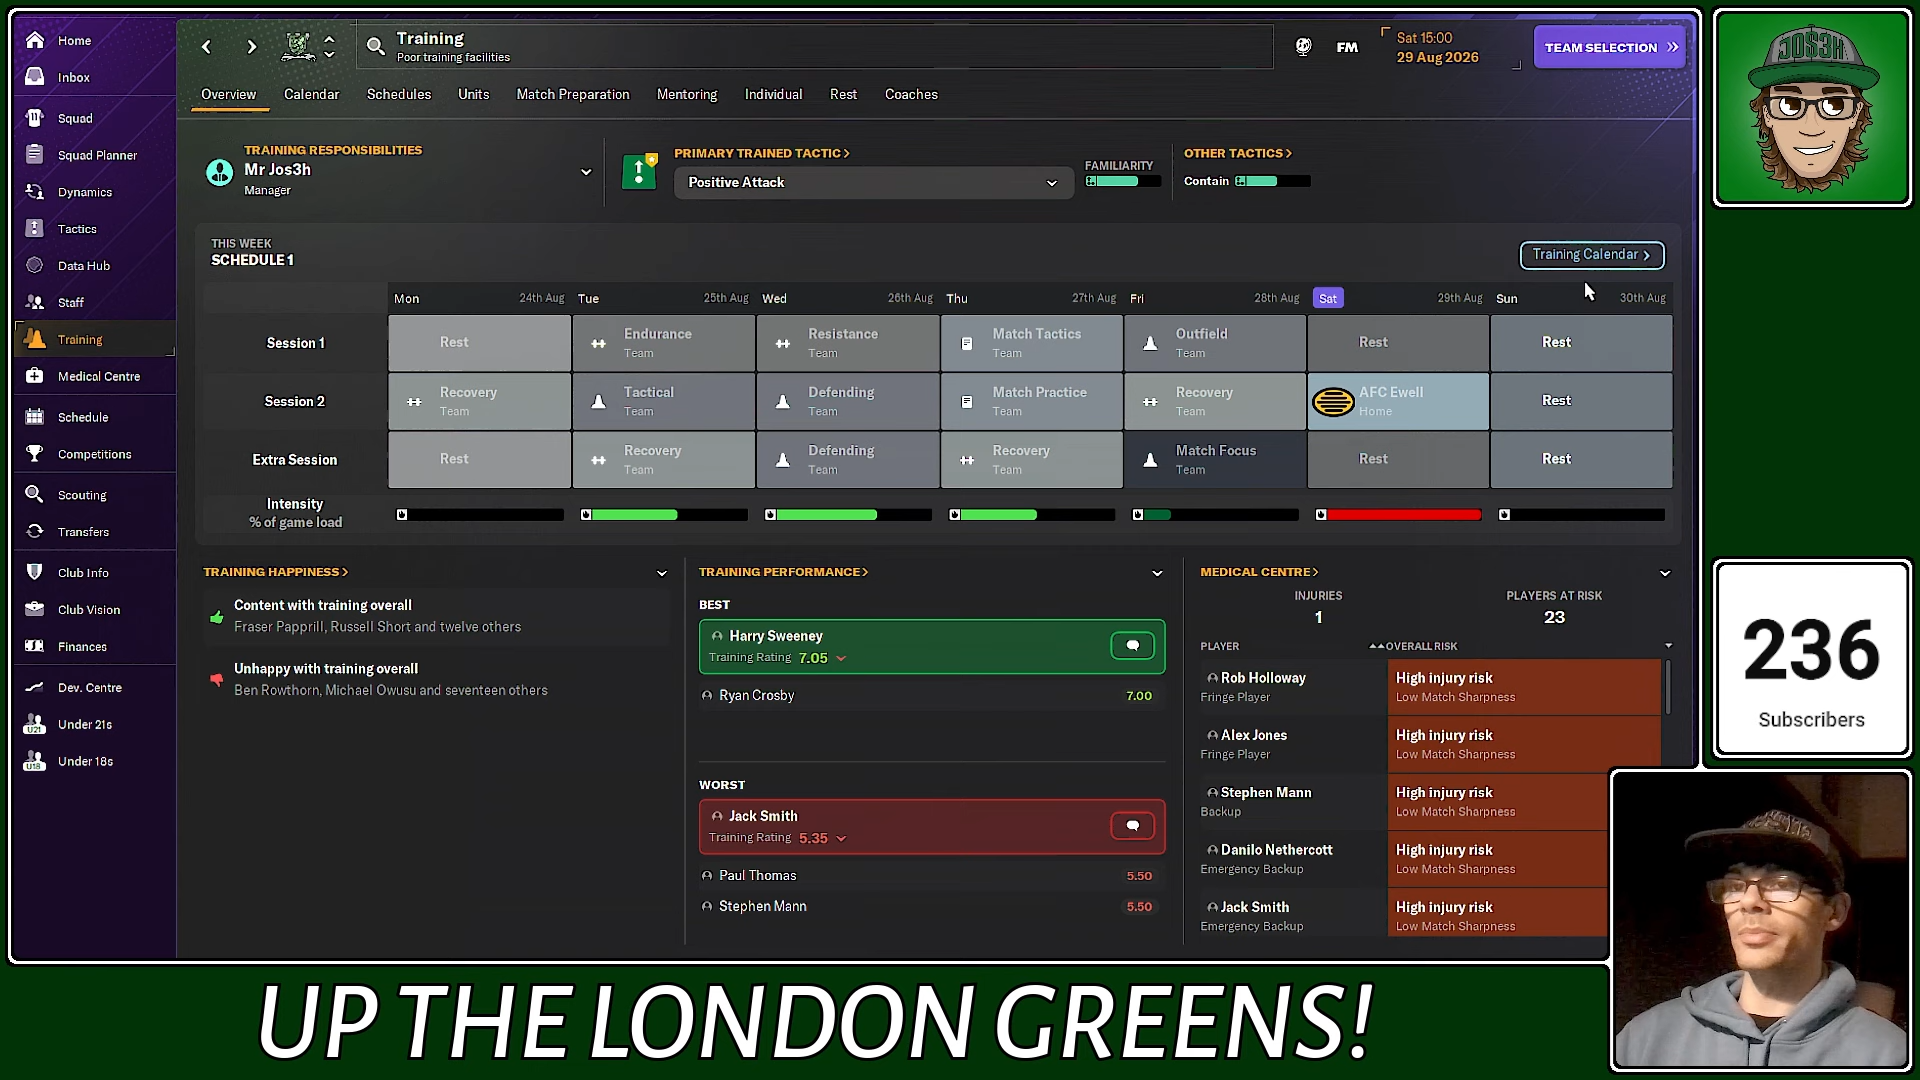 Home
Inbox
Squad
Squad Planner
Dynamics
Tactics
Data Hub
Staff
Training
Medical Centre
Schedule
Competitions
Scouting
Transfers
Club Info
Club Vision
Finances
Dev. Centre
U21
Under 21s
U18
Under 18s
Training
Poor training facilities
FM
Sat 15:00
29 Aug 2026
TEAM SELECTION
Overview Calendar Schedules Units Match Preparation Mentoring Individual Rest Coaches
TRAINING RESPONSIBILITIES
Mr Jos3h
Manager
PRIMARY TRAINED TACTIC
Positive Attack
FAMILIARITY
OTHER TACTICS
Contain
THIS WEEK
SCHEDULE 1
Training Calendar
Mon 24th Aug Tue 25th Aug Wed 26th Aug Thu 27th Aug Fri 28th Aug Sat 29th Aug Sun 30th Aug
Session 1
Rest
Endurance
Team
Resistance
Team
Match Tactics
Team
Outfield
Team
Rest
Rest
Session 2
Recovery
Team
Tactical
Team
Defending
Team
Match Practice
Team
Recovery
Team
AFC Ewell
Home
Rest
Extra Session
Rest
Recovery
Team
Defending
Team
Recovery
Team
Match Focus
Team
Rest
Rest
Intensity
% of game load
TRAINING HAPPINESS
Content with training overall
Fraser Papprill, Russell Short and twelve others
Unhappy with training overall
Ben Rowthorn, Michael Owusu and seventeen others
TRAINING PERFORMANCE
BEST
Harry Sweeney
Training Rating 7.05
Ryan Crosby 7.00
WORST
Jack Smith
Training Rating 5.35
Paul Thomas 5.50
Stephen Mann 5.50
MEDICAL CENTRE
INJURIES
1
PLAYERS AT RISK
23
PLAYER OVERALL RISK
Rob Holloway
Fringe Player
High injury risk
Low Match Sharpness
Alex Jones
Fringe Player
High injury risk
Low Match Sharpness
Stephen Mann
Backup
High injury risk
Low Match Sharpness
Danilo Nethercott
Emergency Backup
High injury risk
Low Match Sharpness
Jack Smith
Emergency Backup
High injury risk
Low Match Sharpness
JO$3H
236
Subscribers
UP THE LONDON GREENS!